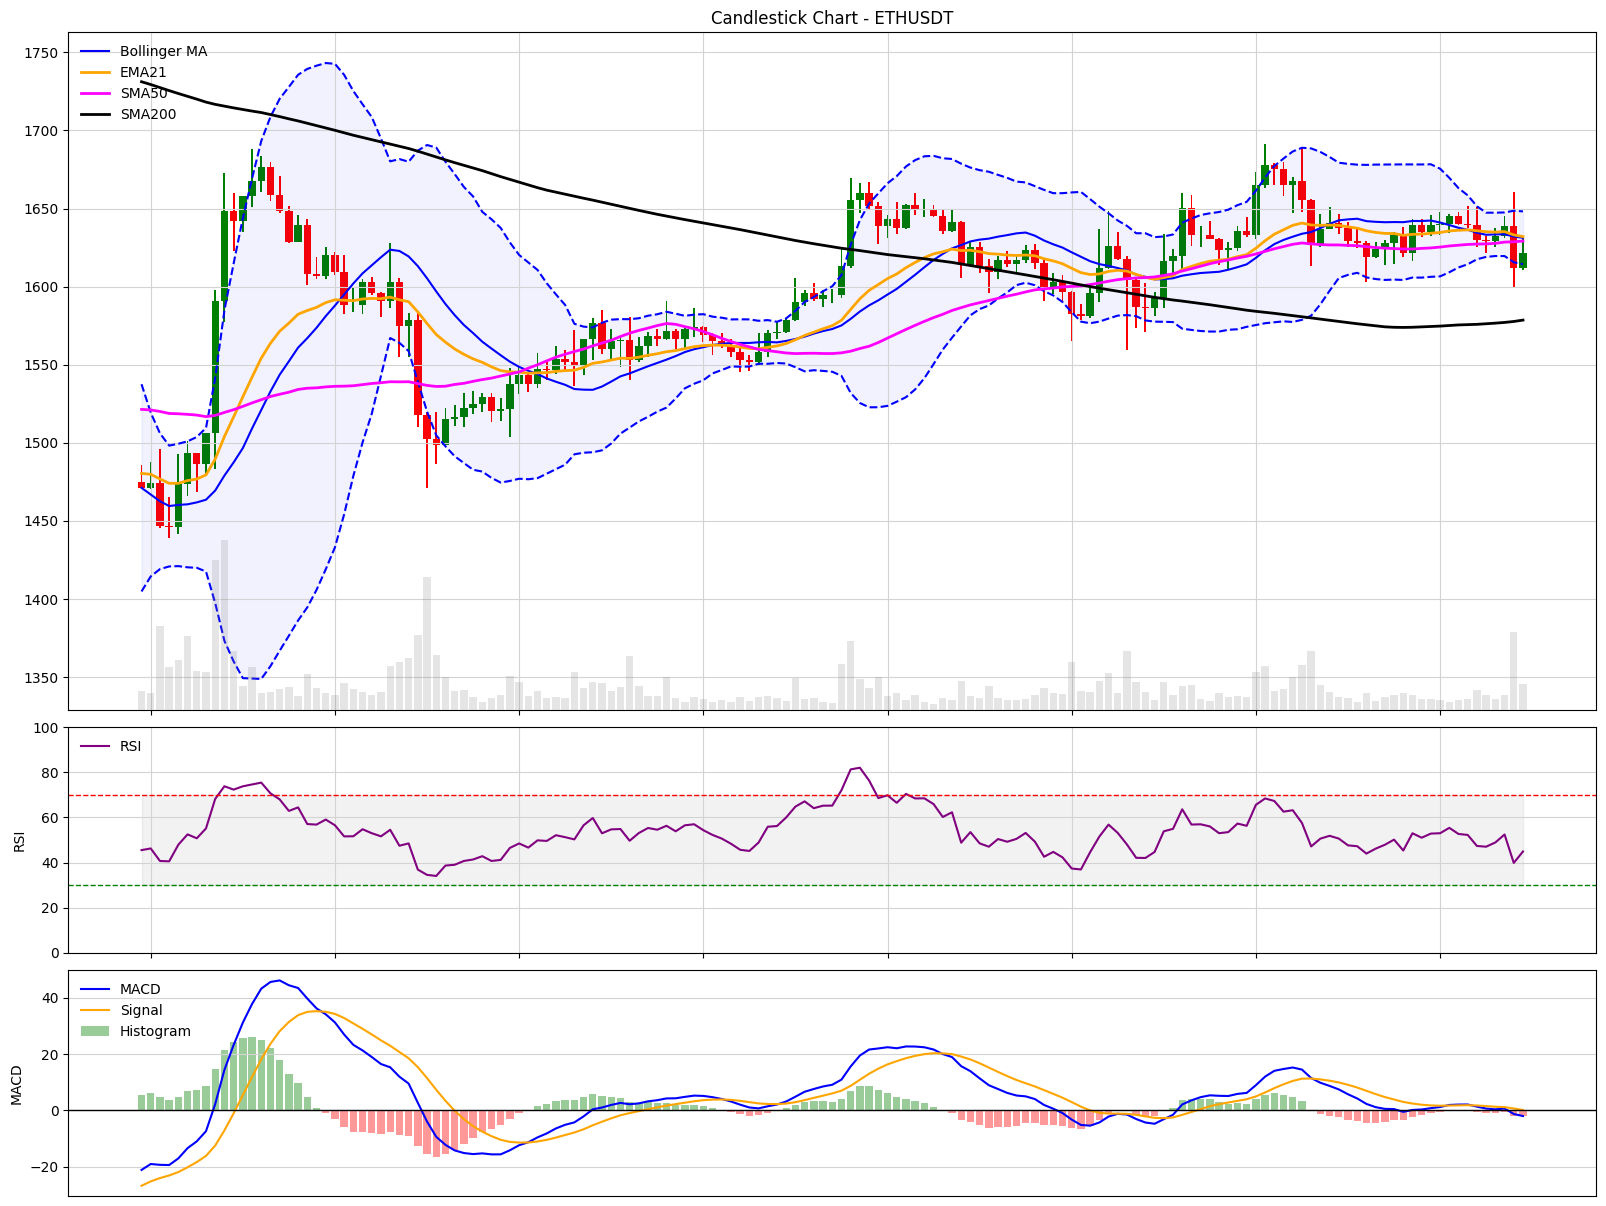 Candlestick Chart - ETHUSDT
Bollinger MA
EMA21
SMA50
SMA200
1750
1700
1650
1600
1550
1500
1450
1400
1350
RSI
100
80
60
40
20
0
RSI
MACD
Signal
Histogram
40
20
0
−20
MACD